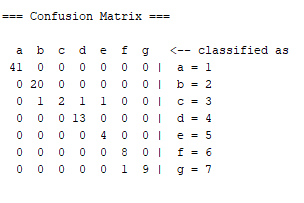 === Confusion Matrix ===
a b c d e f g <-- classified as
41 0 0 0 0 0 0 | a = 1
0 20 0 0 0 0 0 | b = 2
0 1 2 1 1 0 0 | c = 3
0 0 0 13 0 0 0 | d = 4
0 0 0 0 4 0 0 | e = 5
0 0 0 0 0 8 0 | f = 6
0 0 0 0 0 1 9 | g = 7